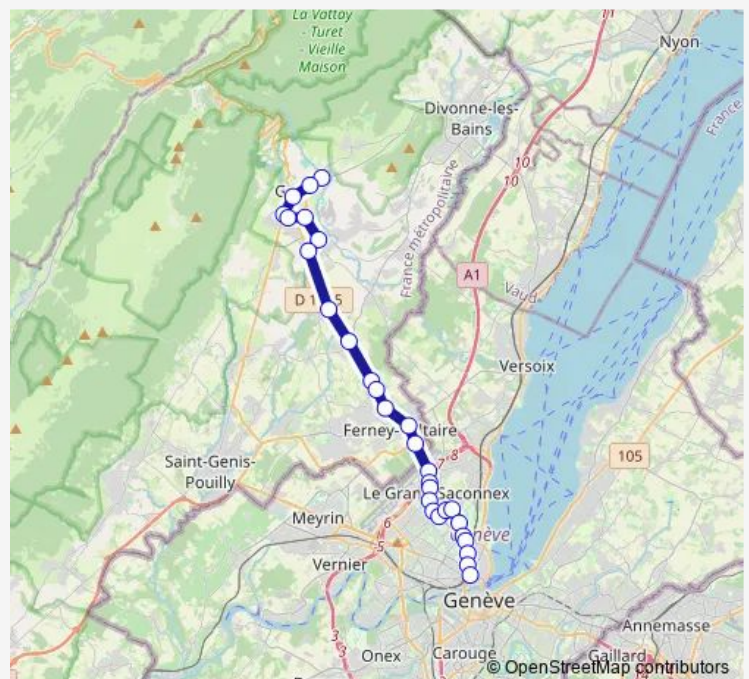 La Vattay
- Turet
- Vieille
Maison
Nyon
Divonne-les-
Bains
France
10
10
G
France métropolitaine
A1
D 1 5
Vaud
Versoix
Ferney- ltaire
105
7
8
Saint-Genis-
Pouilly
Le Grand Saconnex
Meyrin
6
5
Genève
Vernier
Genève
Annemasse
3
3
Onex
Carouge
Gaillard
© OpenStreetMap contributors